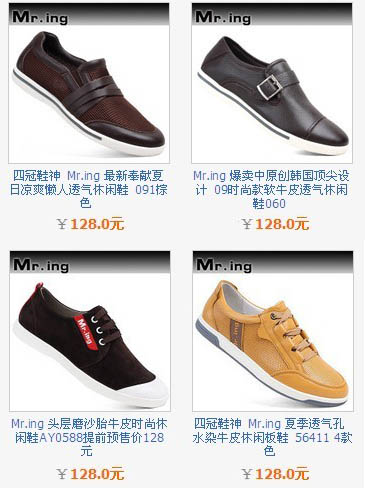 Mr.ing
Mr.ing
四冠鞋神 Mr.ing 最新奉献夏
日凉爽懒人透气休闲鞋 091棕
色
￥128.0元
Mr.ing 爆卖中原创韩国顶尖设
计 09时尚款软牛皮透气休闲
鞋060
￥128.0元
Mr.ing
Mr.ing
Mr.ing
Mr.ing
Mr.ing 头层磨沙胎牛皮时尚休
闲鞋AY0588提前预售价128
元
￥128.0元
四冠鞋神 Mr.ing 夏季透气孔
水染牛皮休闲板鞋 56411 4款
色
￥128.0元